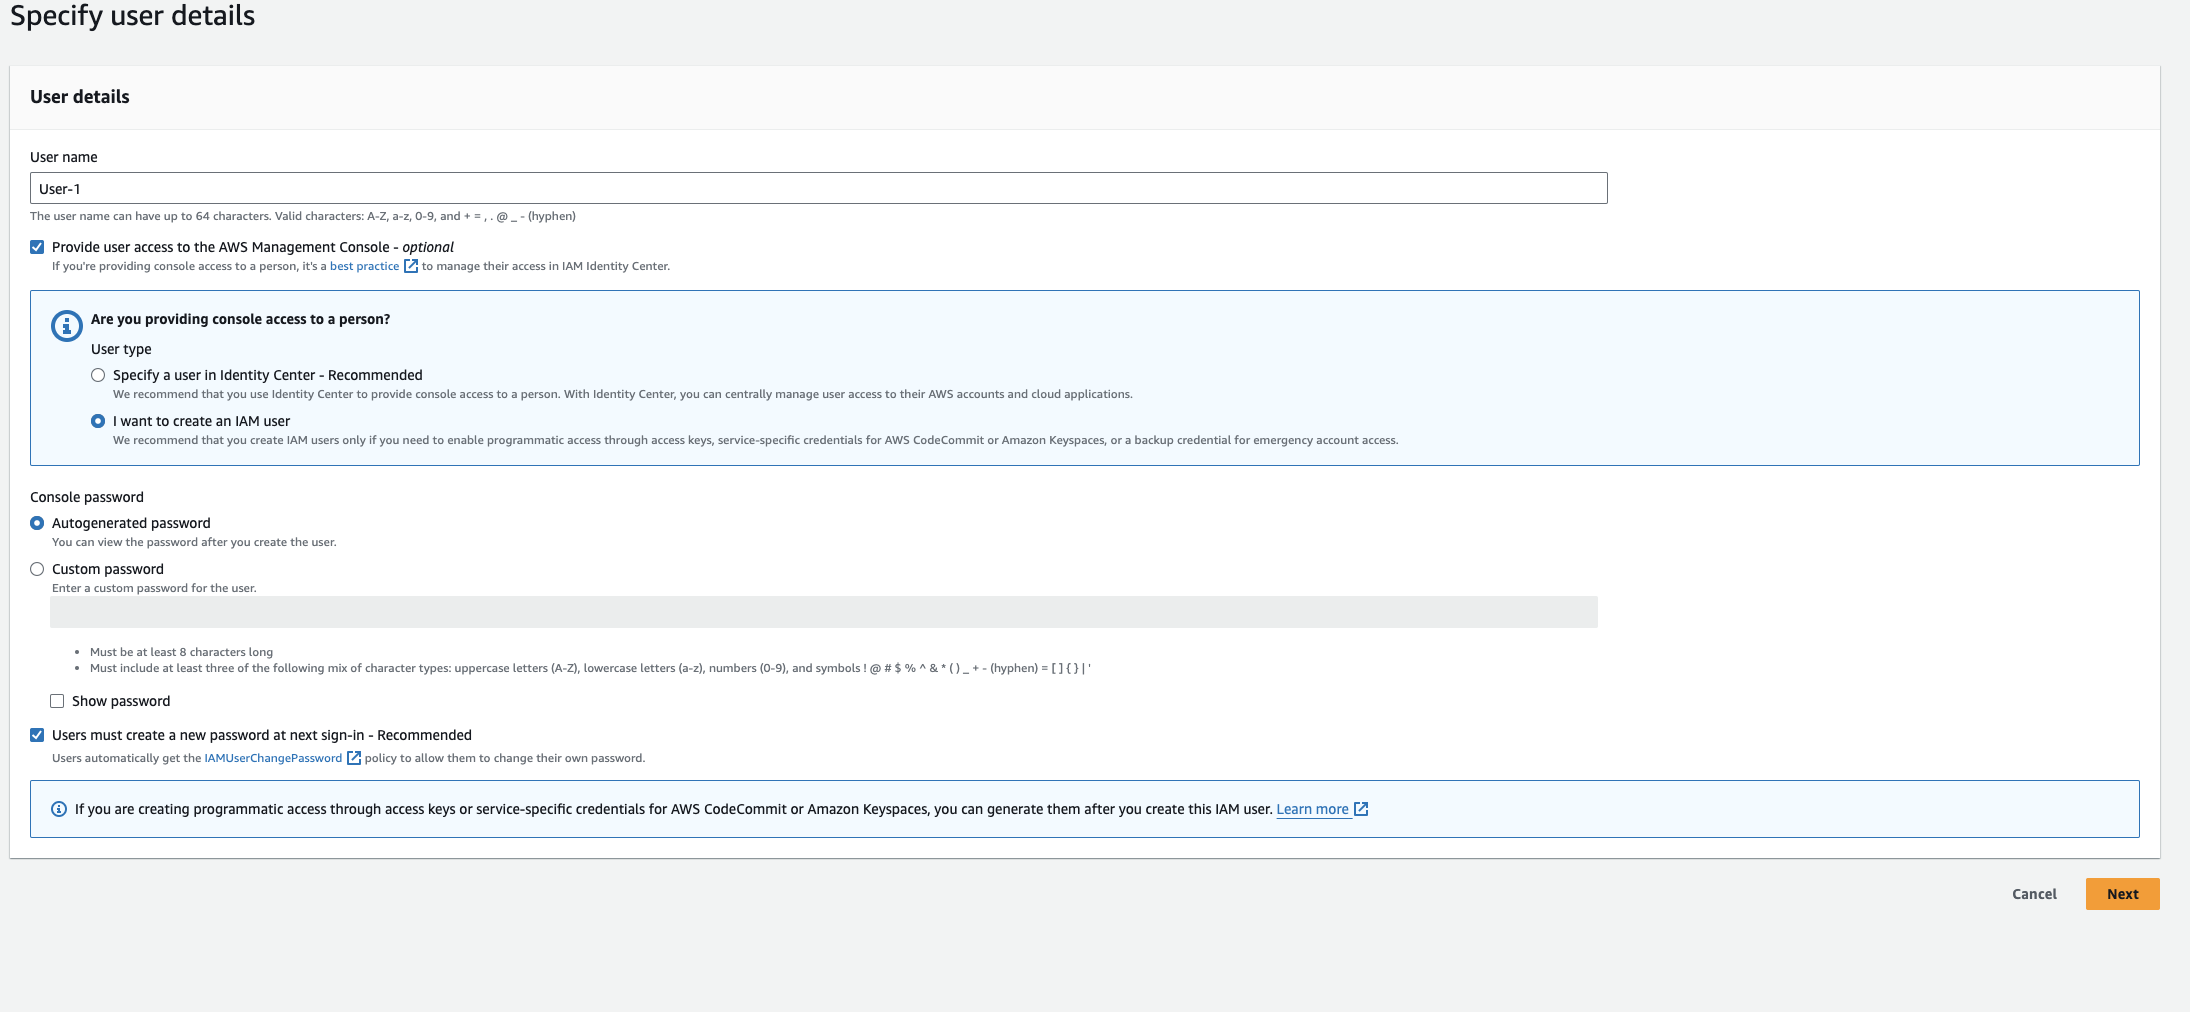 Specify user details
User details
User name
User-1
The user name can have up to 64 characters. Valid characters: A-Z, a-z, 0-9, and + = , . @ _ - (hyphen)
Provide user access to the AWS Management Console - optional
If you're providing console access to a person, it's a best practice to manage their access in IAM Identity Center.
Are you providing console access to a person?
User type
Specify a user in Identity Center - Recommended
We recommend that you use Identity Center to provide console access to a person. With Identity Center, you can centrally manage user access to their AWS accounts and cloud applications.
I want to create an IAM user
We recommend that you create IAM users only if you need to enable programmatic access through access keys, service-specific credentials for AWS CodeCommit or Amazon Keyspaces, or a backup credential for emergency account access.
Console password
Autogenerated password
You can view the password after you create the user.
Custom password
Enter a custom password for the user.
• Must be at least 8 characters long
• Must include at least three of the following mix of character types: uppercase letters (A-Z), lowercase letters (a-z), numbers (0-9), and symbols ! @ # $ % ^ & * ( ) _ + - (hyphen) = [ ] { } | '
Show password
Users must create a new password at next sign-in - Recommended
Users automatically get the IAMUserChangePassword policy to allow them to change their own password.
If you are creating programmatic access through access keys or service-specific credentials for AWS CodeCommit or Amazon Keyspaces, you can generate them after you create this IAM user. Learn more
Cancel
Next